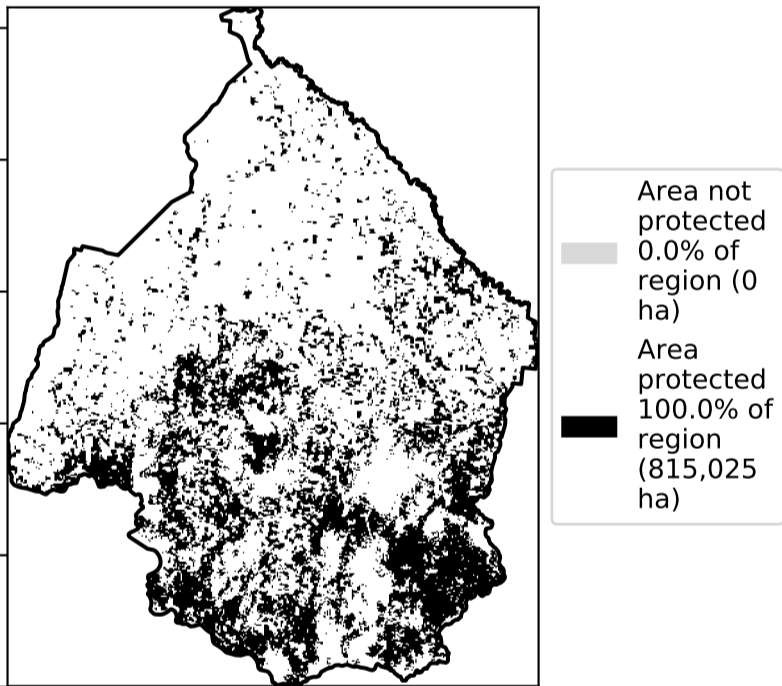 Area not
protected
0.0% of
region (0
ha)
Area
protected
100.0% of
region
(815,025
ha)